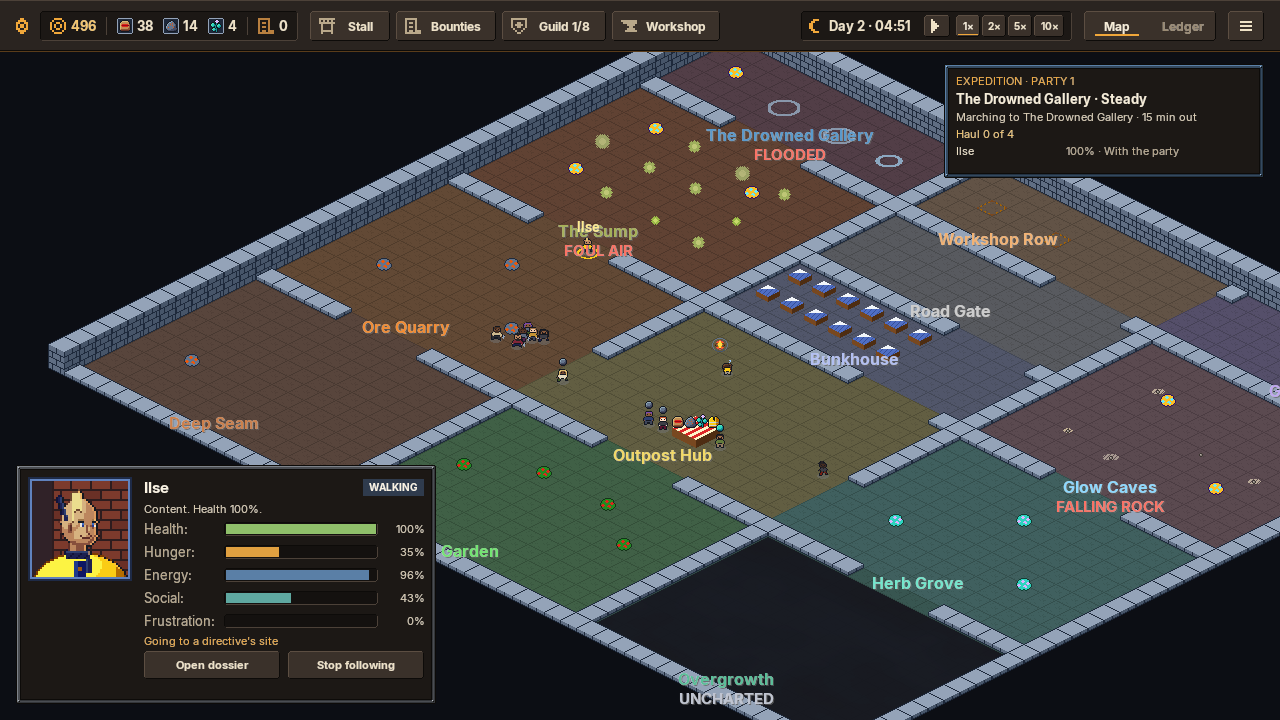 496 38 14 4 0 Stall Bounties Guild 1/8 Workshop Day 2 · 04:51 1× 2× 5× 10× Map Ledger
EXPEDITION · PARTY 1
The Drowned Gallery · Steady
Marching to The Drowned Gallery · 15 min out
Haul 0 of 4
Ilse 100% · With the party
The Drowned Gallery
FLOODED
Ilse
The Sump
FOUL AIR
Workshop Row
Road Gate
Ore Quarry
Bunkhouse
Deep Seam
Outpost Hub
Glow Caves
FALLING ROCK
Garden
Herb Grove
Overgrowth
UNCHARTED
Ilse WALKING
Content. Health 100%.
Health: 100%
Hunger: 35%
Energy: 96%
Social: 43%
Frustration: 0%
Going to a directive's site
Open dossier Stop following